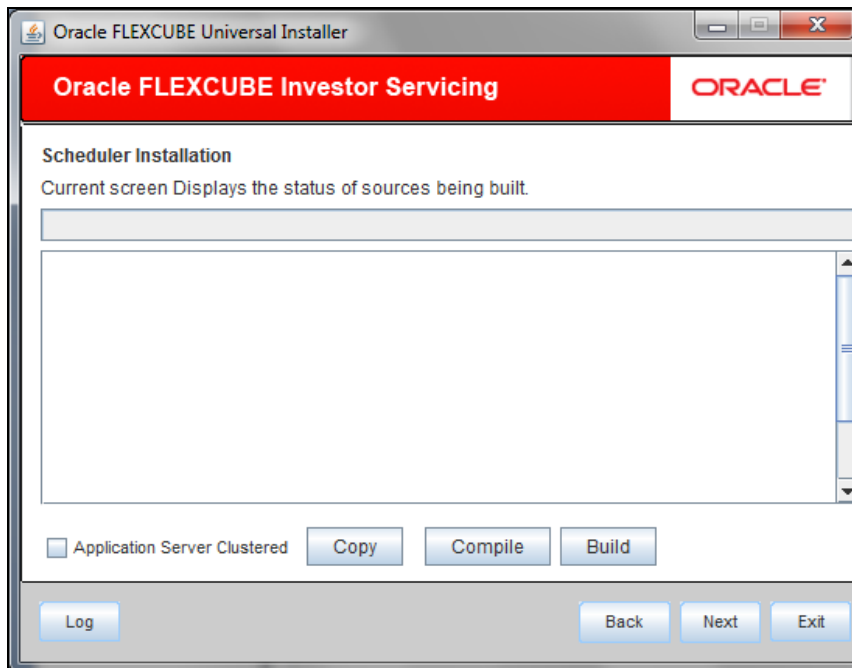 Oracle FLEXCUBE Universal Installer
Oracle FLEXCUBE Investor Servicing
ORACLE®
Scheduler Installation
Current screen Displays the status of sources being built.
Application Server Clustered Copy Compile Build
Log Back Next Exit